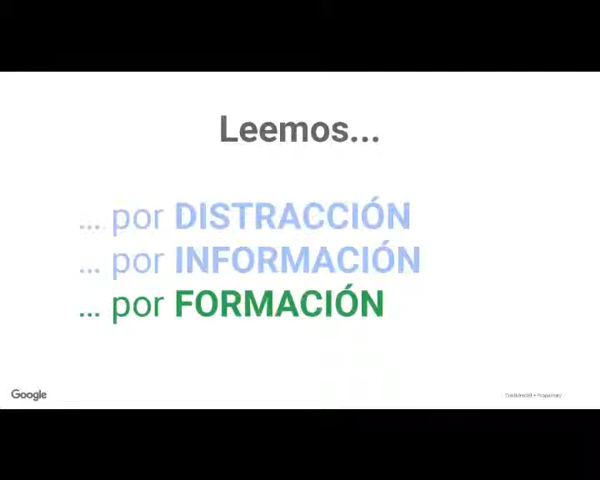 Leemos...
... por DISTRACCIÓN
... por INFORMACIÓN
... por FORMACIÓN
Google